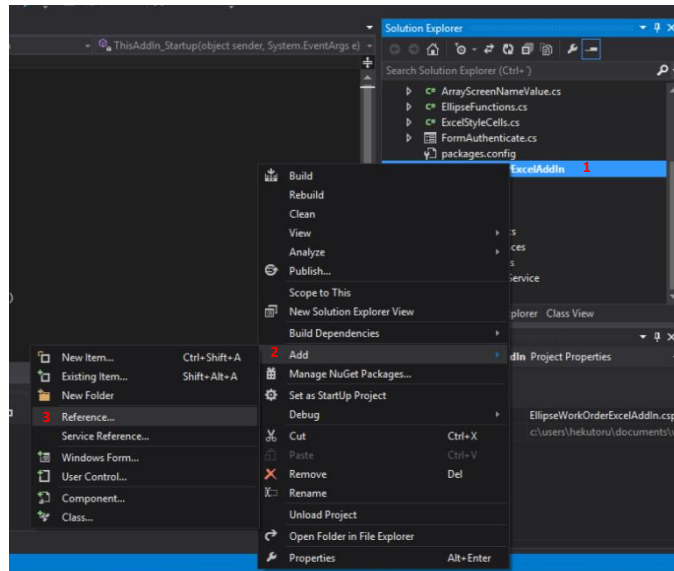 Solution Explorer
ThisAddIn_Startup(object sender, System.EventArgs e)
Search Solution Explorer (Ctrl+´)
C# ArrayScreenNameValue.cs
C# EllipseFunctions.cs
C# ExcelStyleCells.cs
FormAuthenticate.cs
packages.config
ExcelAddIn 1
Build
Rebuild
Clean
View
Analyze
Publish...
Scope to This
New Solution Explorer View
Build Dependencies
2 Add
Manage NuGet Packages...
Set as StartUp Project
Debug
Cut Ctrl+X
Paste Ctrl+V
Remove Del
Rename
Unload Project
Open Folder in File Explorer
Properties Alt+Enter
New Item... Ctrl+Shift+A
Existing Item... Shift+Alt+A
New Folder
3 Reference...
Service Reference...
Windows Form...
User Control...
Component...
Class...
s
ces
s
Service
plorer Class View
dIn Project Properties
EllipseWorkOrderExcelAddIn.csp
c:\users\hekutoru\documents\